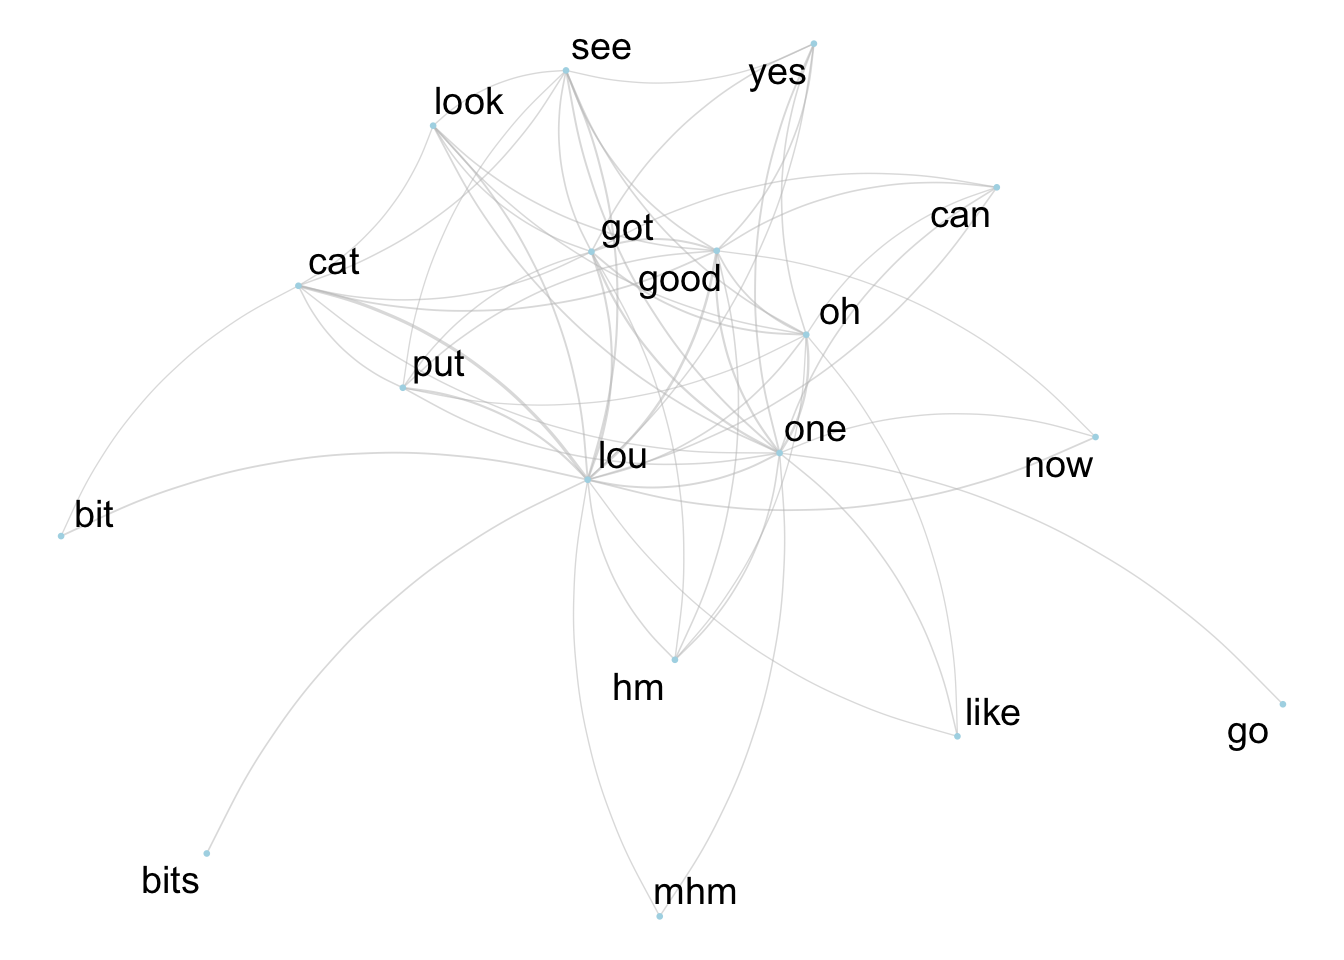 see
yes
look
can
got
cat
good
oh
put
one
lou
now
bit
hm
like
go
bits
mhm